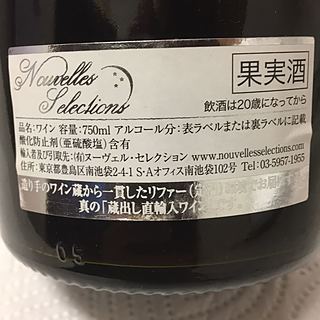 Nouvelles
Selections
果実酒
飲酒は20歳になってから
品名:ワイン 容量:750ml アルコール分:表ラベルまたは裏ラベルに記載
酸化防止剤(亜硫酸塩)含有
輸入者及び引取先:(有)ヌーヴェル・セレクション www.nouvellesselections.com
住所:東京都豊島区南池袋2-4-1 S・Aオフィス南池袋102号 Tel:03-5957-1955
造り手のワイン蔵から一貫したリファー
真の「蔵出し直輸入ワイン
65